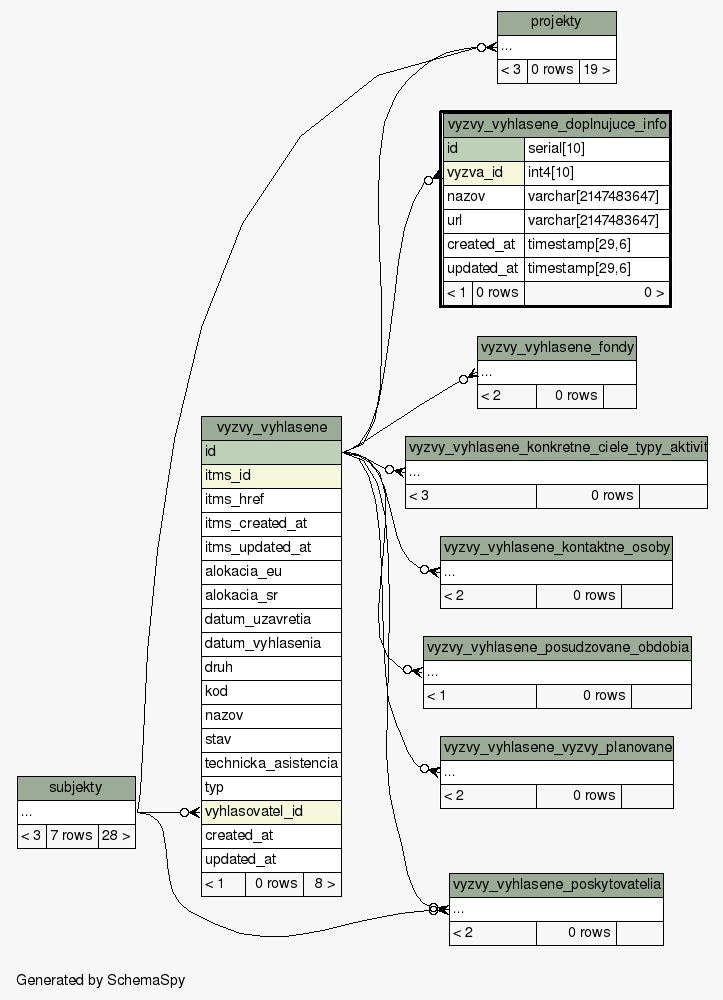 projekty
...
< 3 0 rows 19 >
vyzvy_vyhlasene_doplnujuce_info
id serial[10]
vyzva_id int4[10]
nazov varchar[2147483647]
url varchar[2147483647]
created_at timestamp[29,6]
updated_at timestamp[29,6]
< 1 0 rows 0 >
vyzvy_vyhlasene_fondy
...
< 2 0 rows
vyzvy_vyhlasene
id
itms_id
itms_href
itms_created_at
itms_updated_at
alokacia_eu
alokacia_sr
datum_uzavretia
datum_vyhlasenia
druh
kod
nazov
stav
technicka_asistencia
typ
vyhlasovatel_id
created_at
updated_at
< 1 0 rows 8 >
vyzvy_vyhlasene_konkretne_ciele_typy_aktivit
...
< 3 0 rows
vyzvy_vyhlasene_kontaktne_osoby
...
< 2 0 rows
vyzvy_vyhlasene_posudzovane_obdobia
...
< 1 0 rows
vyzvy_vyhlasene_vyzvy_planovane
...
< 2 0 rows
subjekty
...
< 3 7 rows 28 >
vyzvy_vyhlasene_poskytovatelia
...
< 2 0 rows
Generated by SchemaSpy